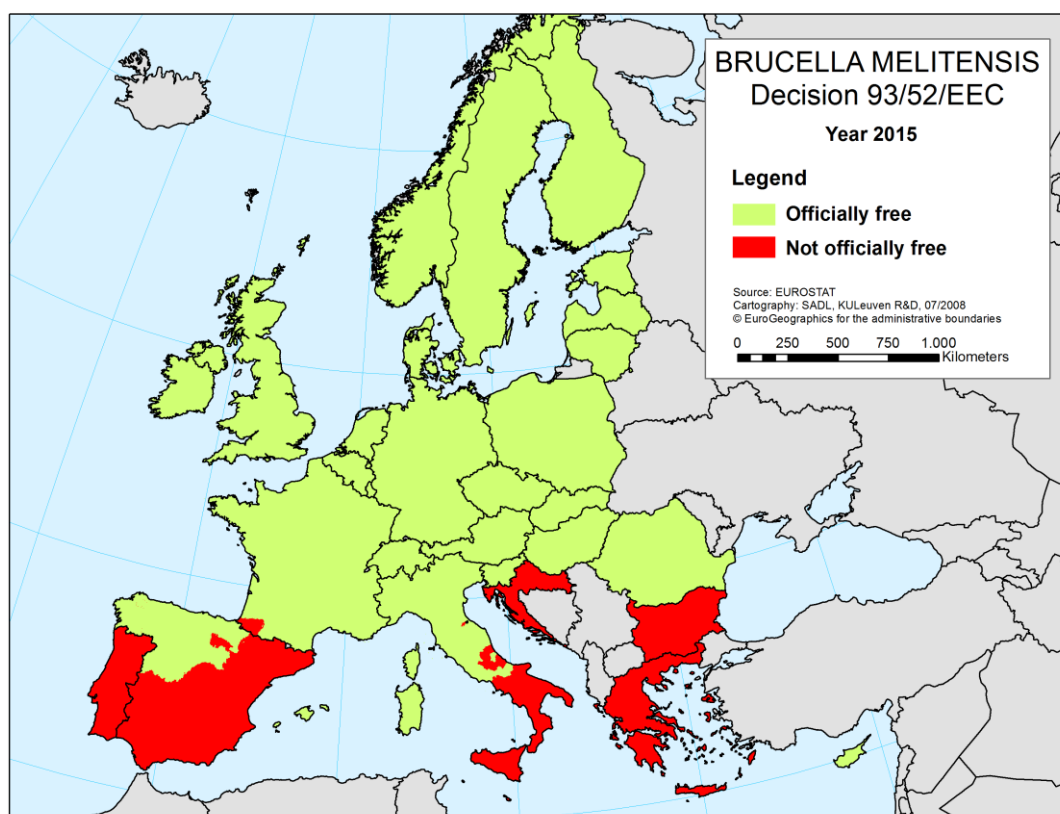 BRUCELLA MELITENSIS
Decision 93/52/EEC
Year 2015
Legend
Officially free
Not officially free
Source: EUROSTAT
Cartography: SADL, KULeuven R&D, 07/2008
© EuroGeographics for the administrative boundaries
0 250 500 750 1.000
Kilometers